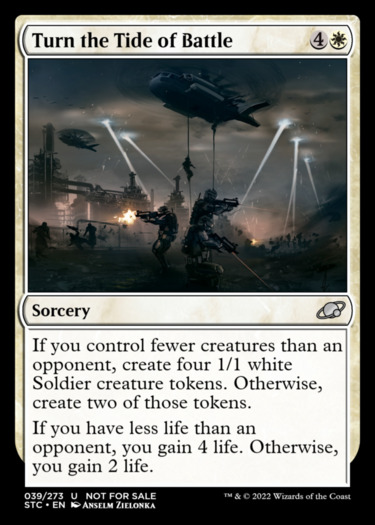 Turn the Tide of Battle 4
Sorcery
If you control fewer creatures than an
opponent, create four 1/1 white
Soldier creature tokens. Otherwise,
create two of those tokens.
If you have less life than an
opponent, you gain 4 life. Otherwise,
you gain 2 life.
039/273 U NOT FOR SALE
STC • EN Anselm Zielonka
™ & © 2022 Wizards of the Coast